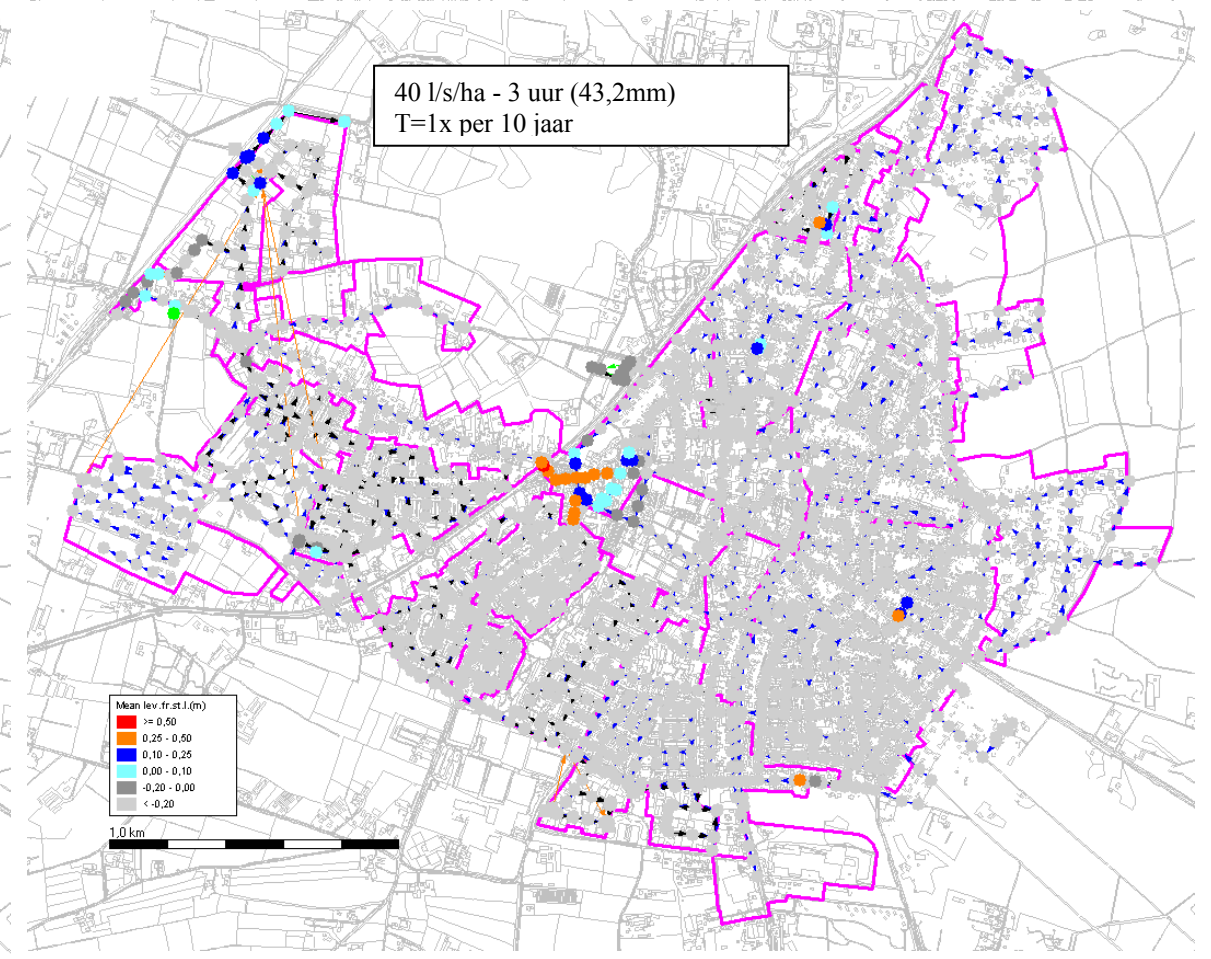 40 l/s/ha - 3 uur (43,2mm)
T=1x per 10 jaar
Mean lev.fr.st.l.(m)
>= 0,50
0,25 - 0,50
0,10 - 0,25
0,00 - 0,10
-0,20 - 0,00
< -0,20
1,0 km